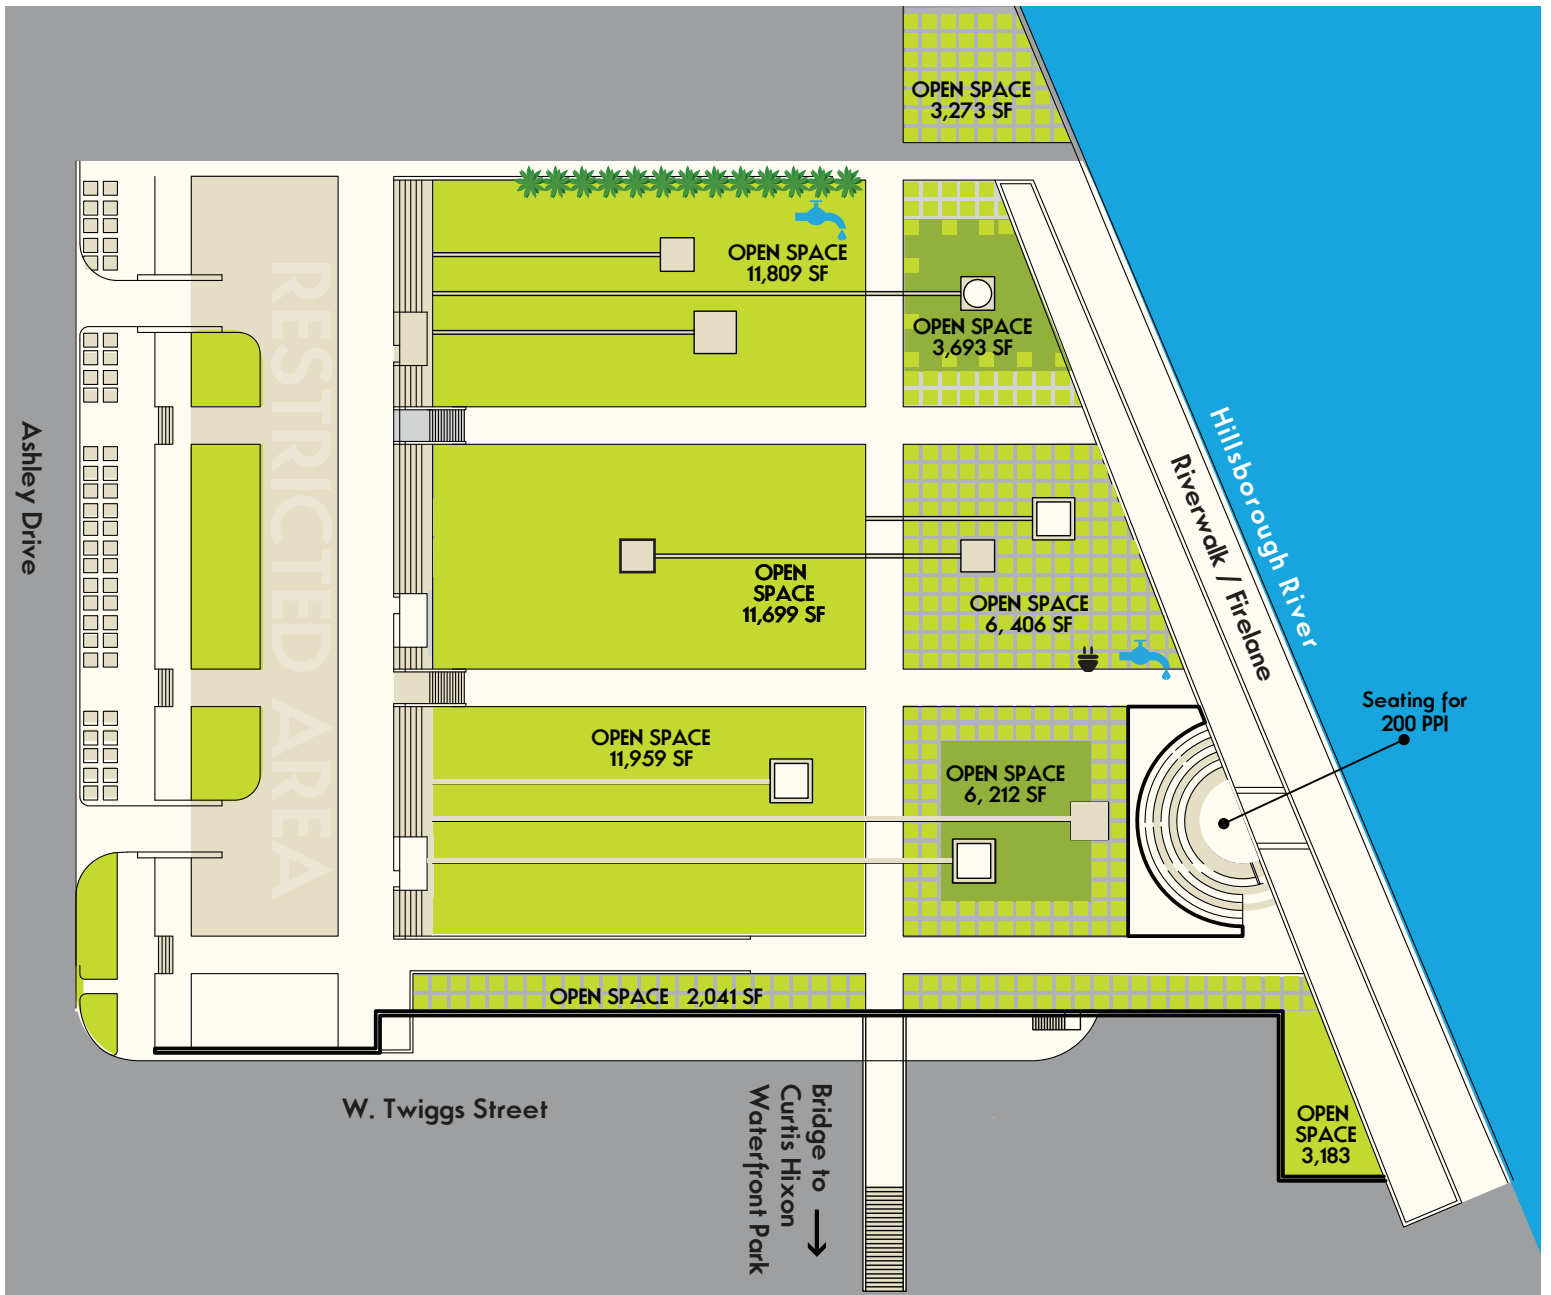 OPEN SPACE
3,273 SF
OPEN SPACE
11,809 SF
OPEN SPACE
3,693 SF
RESTRICTED AREA
Ashley Drive
Hillsborough River
Riverwalk / Firelane
OPEN
SPACE
11,699 SF
OPEN SPACE
6, 406 SF
Seating for
200 PPl
OPEN SPACE
11,959 SF
OPEN SPACE
6, 212 SF
OPEN SPACE 2,041 SF
W. Twiggs Street
Bridge to
Curtis Hixon
Waterfront Park
OPEN
SPACE
3,183